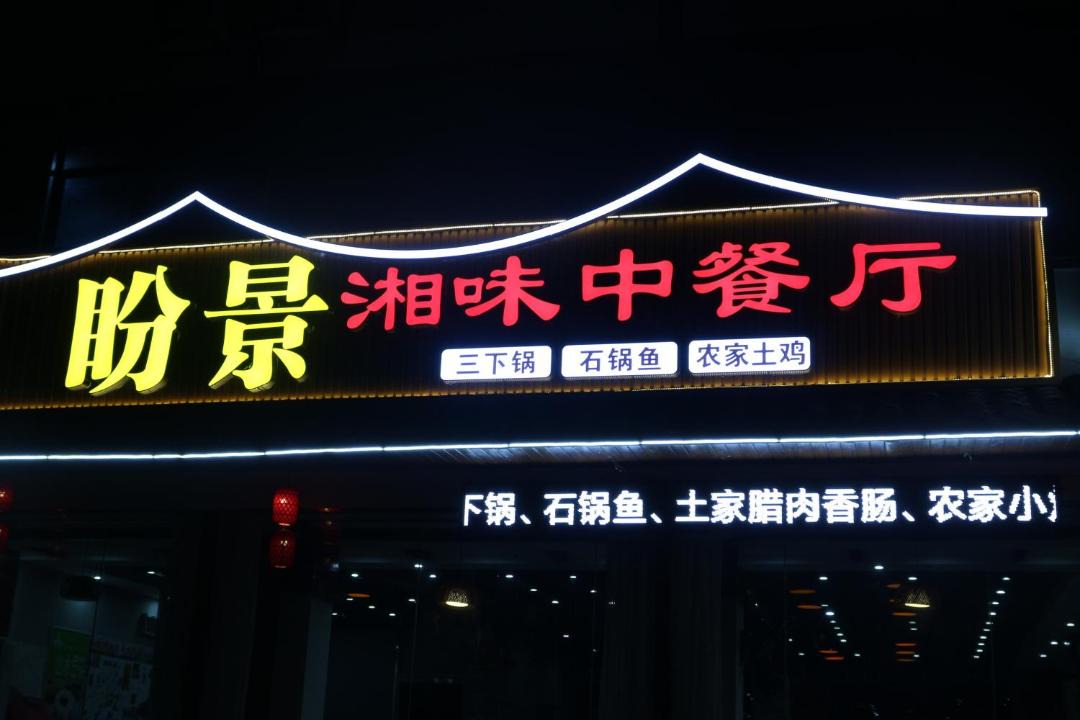 盼景湘味中餐厅
三下锅 石锅鱼 农家土鸡
下锅、石锅鱼、土家腊肉香肠、农家小